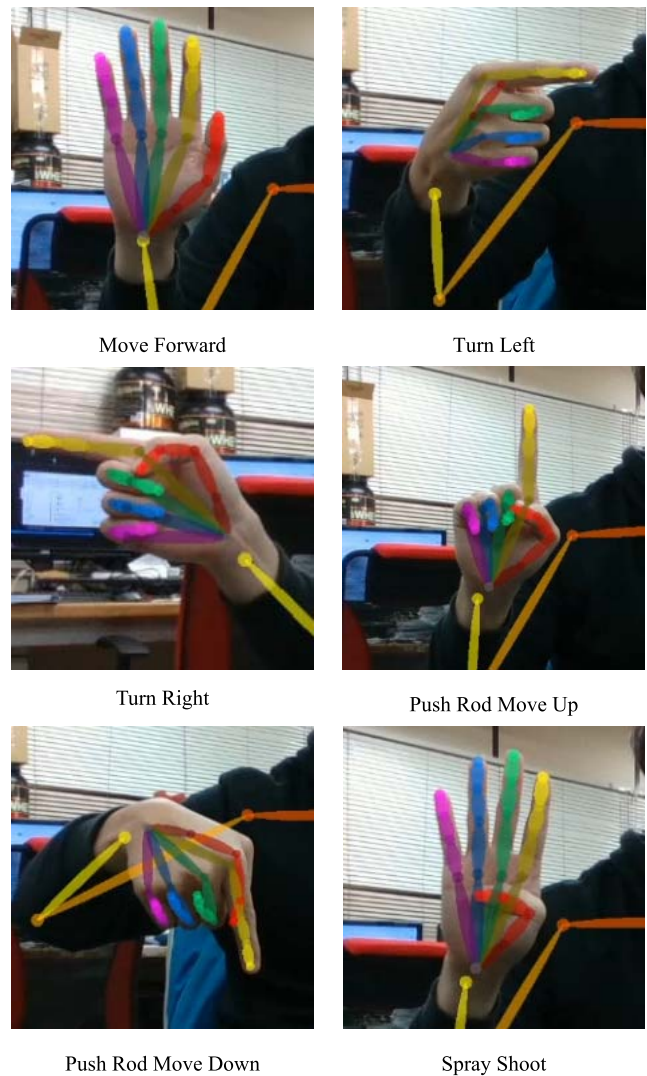 Move Forward
Turn Left
Turn Right
Push Rod Move Up
Push Rod Move Down
Spray Shoot